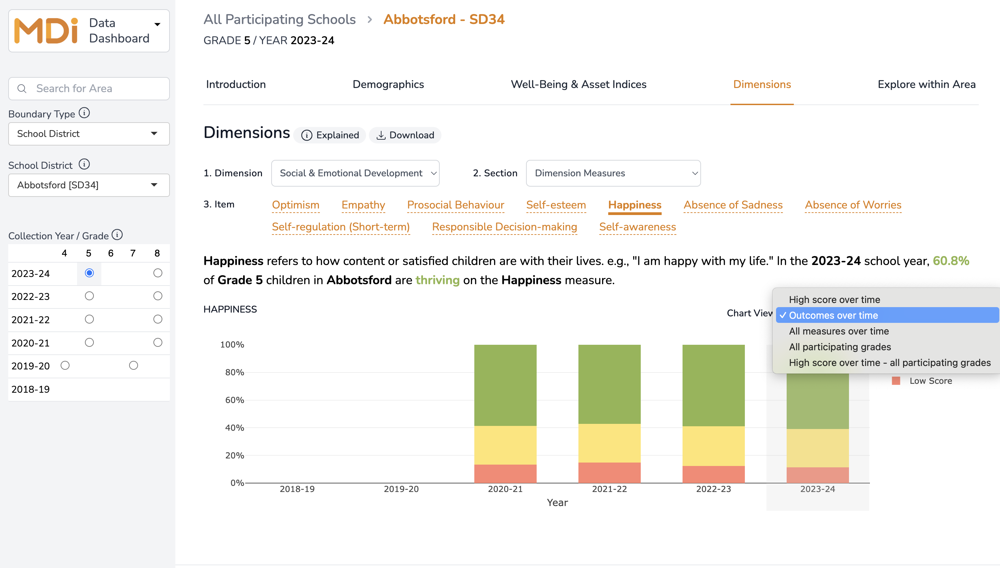 MDi Data Dashboard
Search for Area
Boundary Type
School District
School District
Abbotsford [SD34]
Collection Year / Grade
4 5 6 7 8
2023-24
2022-23
2021-22
2020-21
2019-20
2018-19
All Participating Schools > Abbotsford - SD34
GRADE 5 / YEAR 2023-24
Introduction Demographics Well-Being & Asset Indices Dimensions Explore within Area
Dimensions Explained Download
1. Dimension Social & Emotional Development 2. Section Dimension Measures
3. Item Optimism Empathy Prosocial Behaviour Self-esteem Happiness Absence of Sadness Absence of Worries
Self-regulation (Short-term) Responsible Decision-making Self-awareness
Happiness refers to how content or satisfied children are with their lives. e.g., "I am happy with my life." In the 2023-24 school year, 60.8%
of Grade 5 children in Abbotsford are thriving on the Happiness measure.
HAPPINESS
Chart View
High score over time
✓ Outcomes over time
All measures over time
All participating grades
High score over time - all participating grades
Low Score
100%
80%
60%
40%
20%
0%
2018-19 2019-20 2020-21 2021-22 2022-23 2023-24
Year